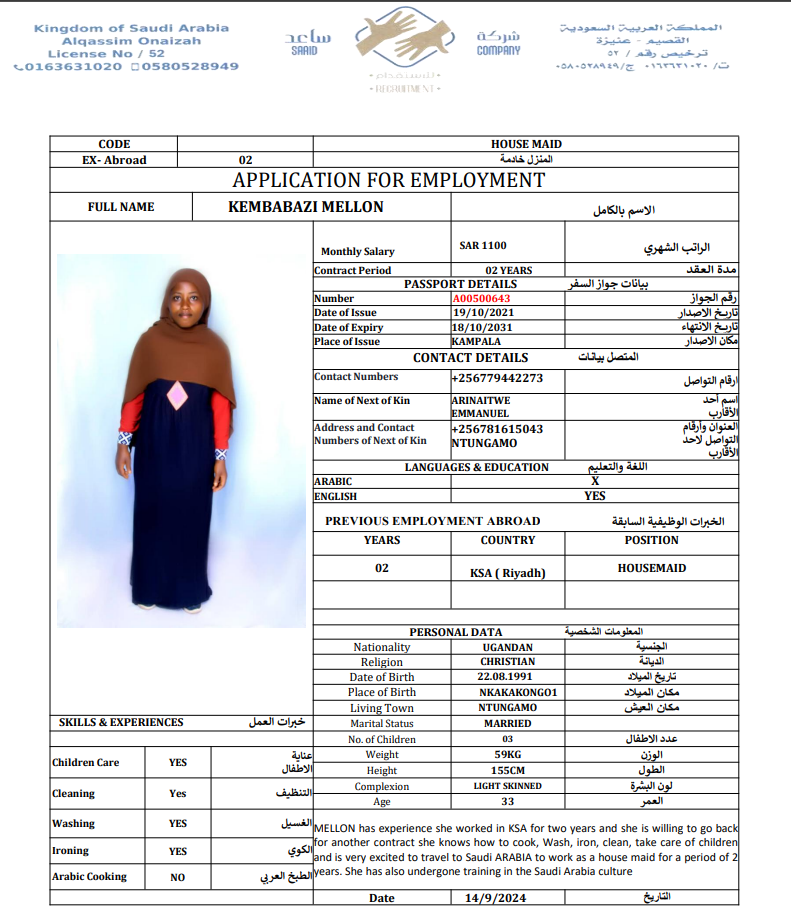 Kingdom of Saudi Arabia
Alqassim Onaizah
License No / 52
0163631020 0580528949
ساعد
SAAID
شركة
COMPANY
للاستقدام
RECRUITMENT
المملكة العربية السعودية
القصيم - عنيزة
ترخيص رقم / ٥٢
ت/ ٠١٦٣٦٣١٠٢٠ ج/ ٠٥٨٠٥٢٨٩٤٩
CODE HOUSE MAID
EX- Abroad 02 المنزل خادمة
APPLICATION FOR EMPLOYMENT
FULL NAME KEMBABAZI MELLON الاسم بالكامل
Monthly Salary SAR 1100 الراتب الشهري
Contract Period 02 YEARS مدة العقد
PASSPORT DETAILS بيانات جواز السفر
Number A00500643 رقم الجواز
Date of Issue 19/10/2021 تاريخ الاصدار
Date of Expiry 18/10/2031 تاريخ الانتهاء
Place of Issue KAMPALA مكان الاصدار
CONTACT DETAILS المتصل بيانات
Contact Numbers +256779442273 ارقام التواصل
Name of Next of Kin ARINAITWE EMMANUEL اسم أحد الأقارب
Address and Contact Numbers of Next of Kin +256781615043 NTUNGAMO العنوان وأرقام التواصل لاحد الأقارب
LANGUAGES & EDUCATION اللغة والتعليم
ARABIC X
ENGLISH YES
PREVIOUS EMPLOYMENT ABROAD الخبرات الوظيفية السابقة
YEARS COUNTRY POSITION
02 KSA ( Riyadh) HOUSEMAID
PERSONAL DATA المعلومات الشخصية
Nationality UGANDAN الجنسية
Religion CHRISTIAN الديانة
Date of Birth 22.08.1991 تاريخ الميلاد
Place of Birth NKAKAKONGO1 مكان الميلاد
Living Town NTUNGAMO مكان العيش
Marital Status MARRIED
No. of Children 03 عدد الاطفال
Weight 59KG الوزن
Height 155CM الطول
Complexion LIGHT SKINNED لون البشرة
Age 33 العمر
SKILLS & EXPERIENCES خبرات العمل
Children Care YES عناية الاطفال
Cleaning Yes التنظيف
Washing YES الغسيل
Ironing YES الكوي
Arabic Cooking NO الطبخ العربي
MELLON has experience she worked in KSA for two years and she is willing to go back
for another contract she knows how to cook, Wash, iron, clean, take care of children
and is very excited to travel to Saudi ARABIA to work as a house maid for a period of 2
years. She has also undergone training in the Saudi Arabia culture
Date 14/9/2024 التاريخ